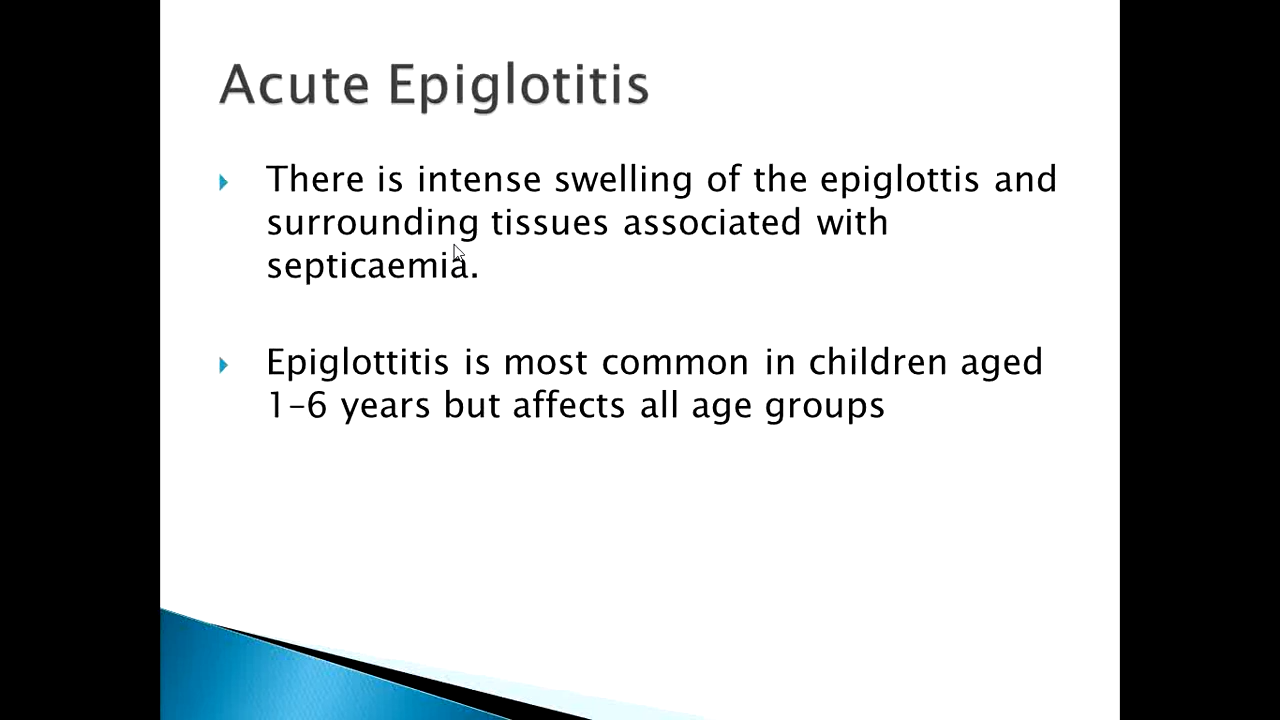 Acute Epiglotitis
There is intense swelling of the epiglottis and
surrounding tissues associated with
septicaemia.
Epiglottitis is most common in children aged
1–6 years but affects all age groups